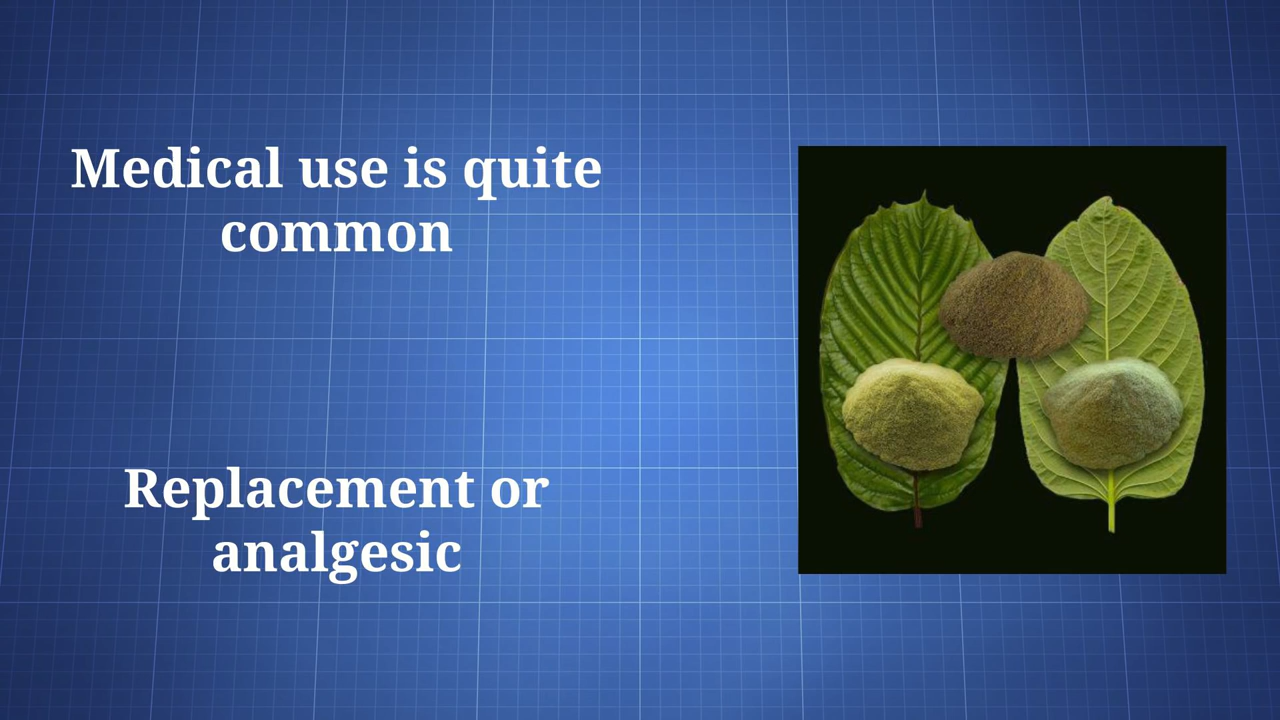 Medical use is quite
common
Replacement or
analgesic